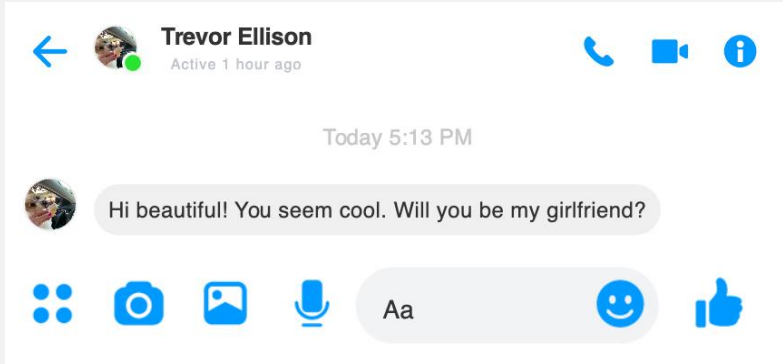 Trevor Ellison
Active 1 hour ago
Today 5:13 PM
Hi beautiful! You seem cool. Will you be my girlfriend?
Aa